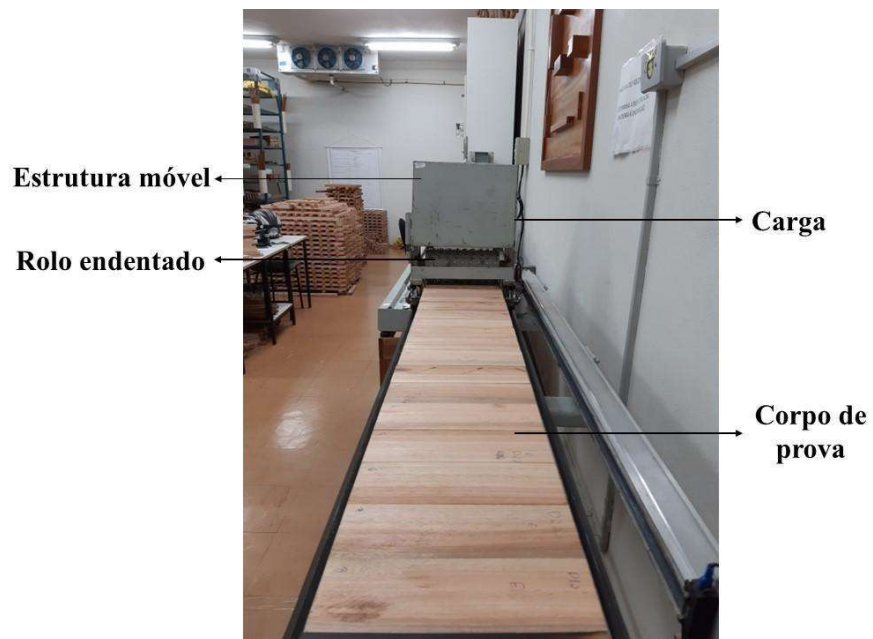 Estrutura móvel
Carga
Rolo endentado
Corpo de
prova